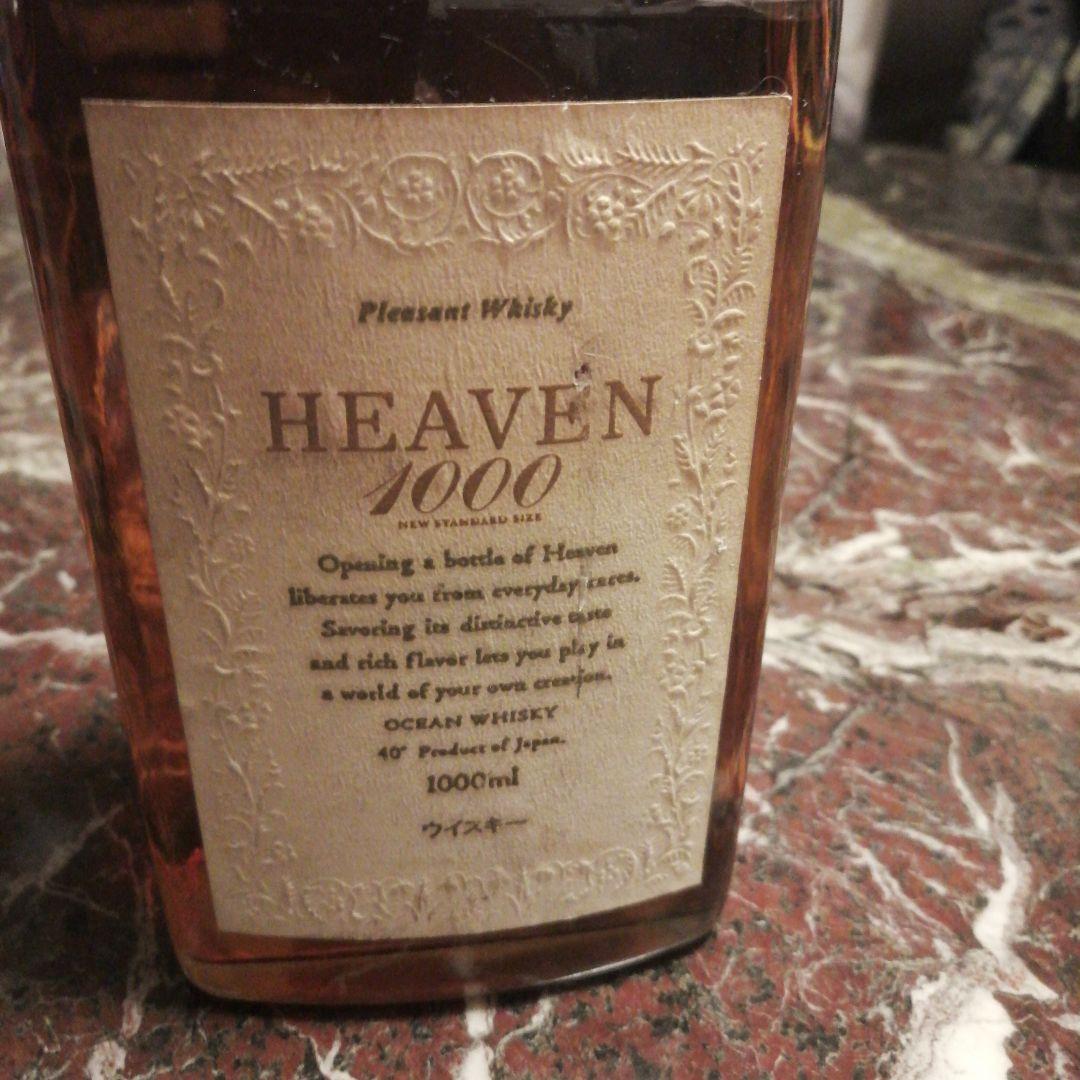 Pleasant Whisky
HEAVEN
1000
NEW STANDARD SIZE
Opening a bottle of Heaven
liberates you from everyday cares.
Savoring its distinctive taste
and rich flavor lets you play in
a world of your own creation.
OCEAN WHISKY
40° Product of Japan.
1000ml
ウイスキー